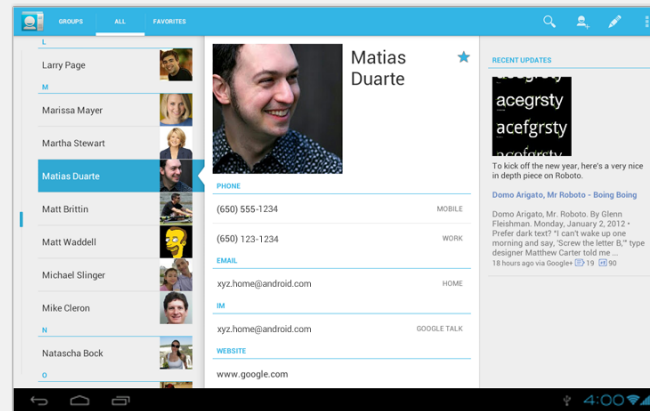 GROUPS
ALL
FAVORITES
L
Larry Page
M
Marissa Mayer
Martha Stewart
Matias Duarte
Matt Brittin
Matt Waddell
Michael Slinger
Mike Cleron
N
Natascha Bock
O
Matias
Duarte
PHONE
(650) 555-1234 MOBILE
(650) 123-1234 WORK
EMAIL
xyz.home@android.com HOME
IM
xyz.home@android.com GOOGLE TALK
WEBSITE
www.google.com
RECENT UPDATES
acegrsty
acegrsty
acefgrsty
To kick off the new year, here's a very nice
in depth piece on Roboto.
Domo Arigato, Mr Roboto - Boing Boing
Domo Arigato, Mr. Roboto. By Glenn
Fleishman. Monday, January 2, 2012 •
Prefer dark text? "I can't wake up one
morning and say, 'Screw the letter B,'" type
designer Matthew Carter told me ...
18 hours ago via Google+ 19 90
4:00